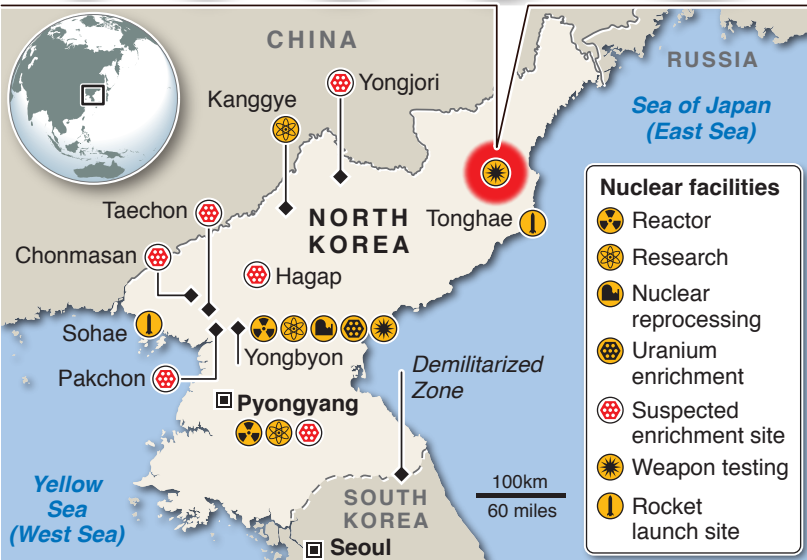 CHINA
RUSSIA
Yongjori
Kanggye
Sea of Japan
(East Sea)
Taechon
NORTH
KOREA
Tonghae
Chonmasan
Hagap
Sohae
Yongbyon
Pakchon
Demilitarized
Zone
Pyongyang
Yellow
Sea
(West Sea)
SOUTH
KOREA
Seoul
100km
60 miles
Nuclear facilities
Reactor
Research
Nuclear
reprocessing
Uranium
enrichment
Suspected
enrichment site
Weapon testing
Rocket
launch site